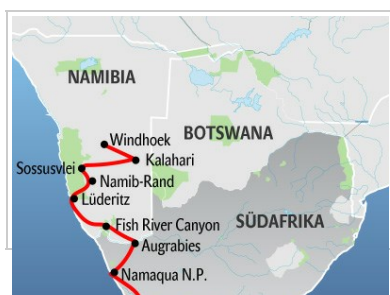 NAMIBIA
BOTSWANA
Windhoek
Kalahari
Sossusvlei
Namib-Rand
Lüderitz
SÜDAFRIKA
Fish River Canyon
Augrabies
Namaqua N.P.